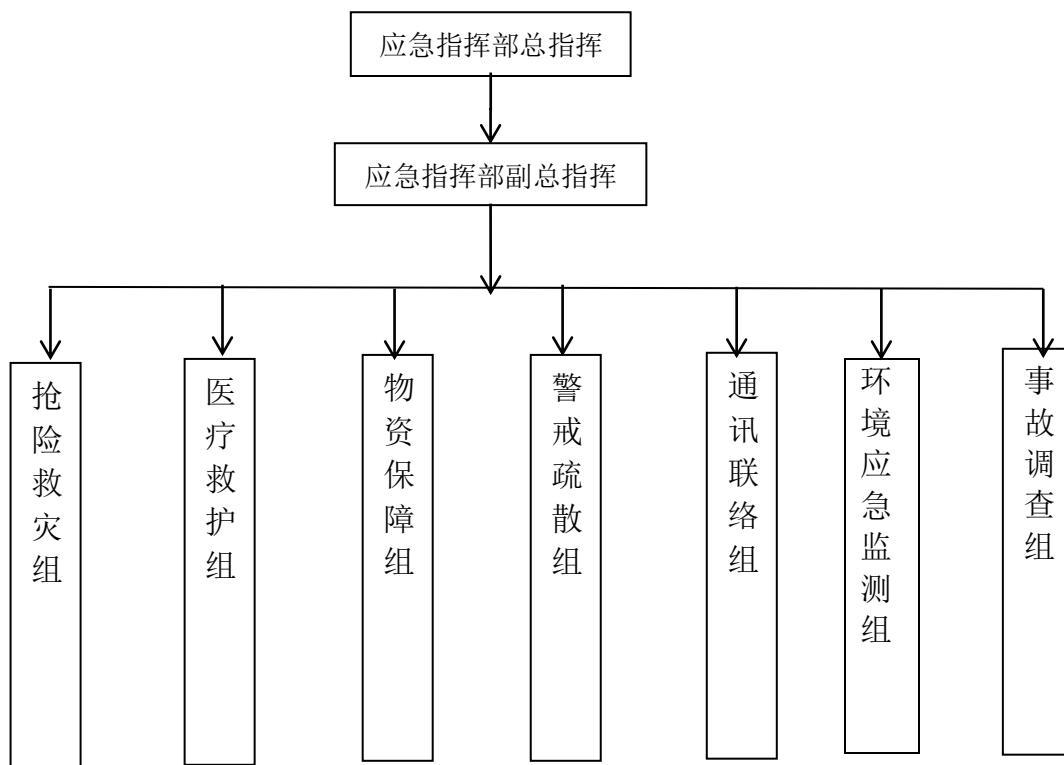 应急指挥部总指挥
应急指挥部副总指挥
抢险救灾组
医疗救护组
物资保障组
警戒疏散组
通讯联络组
环境应急监测组
事故调查组